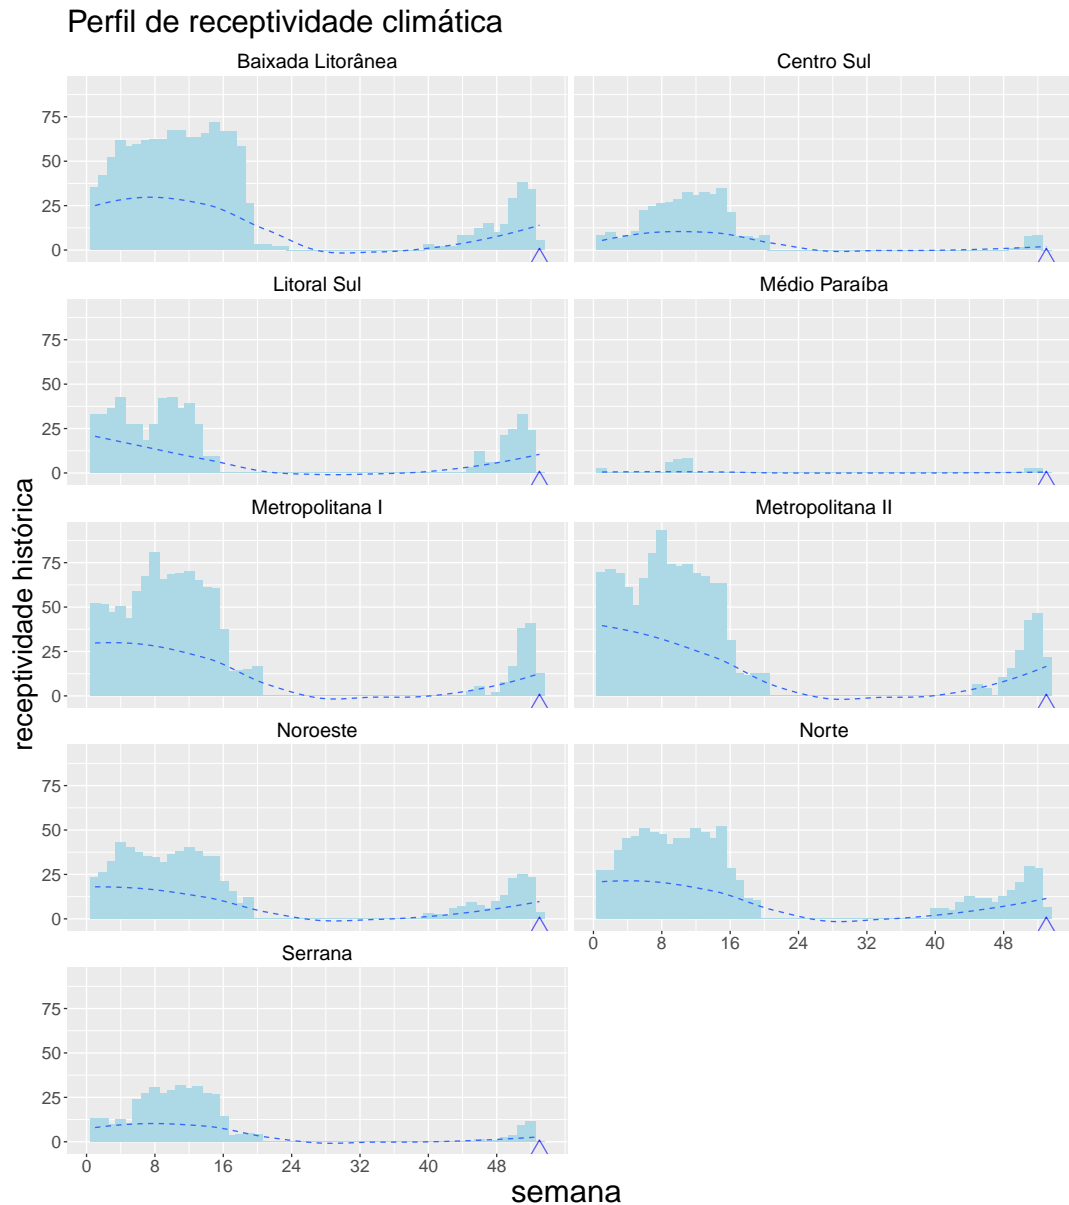 Perfil de receptividade climática
Baixada Litorânea
Centro Sul
75
50
25
0
Litoral Sul
Médio Paraíba
75
50
25
0
Metropolitana I
Metropolitana II
75
50
25
0
receptividade histórica
Noroeste
Norte
75
50
25
0
0 8 16 24 32 40 48
Serrana
75
50
25
0
0 8 16 24 32 40 48
semana